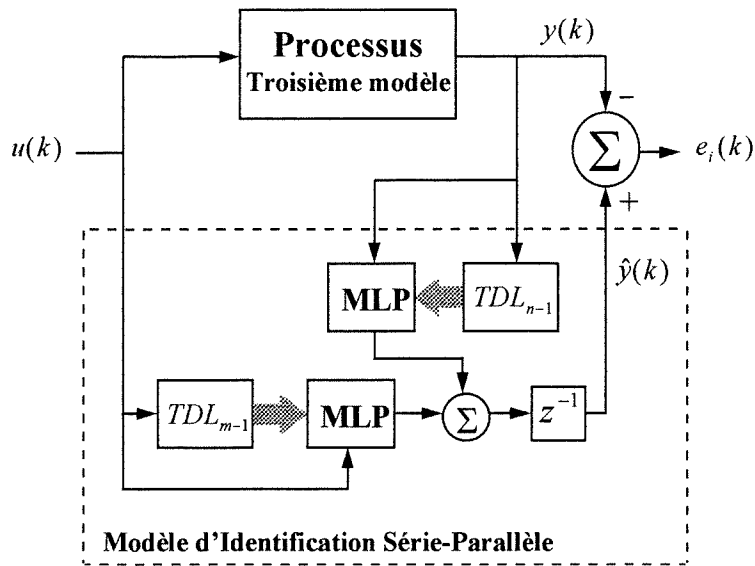 Processus
Troisième modèle
y(k)
u(k)
−
Σ
e_i(k)
+
ŷ(k)
MLP
TDL_{n-1}
TDL_{m-1}
MLP
Σ
z^{-1}
Modèle d'Identification Série-Parallèle